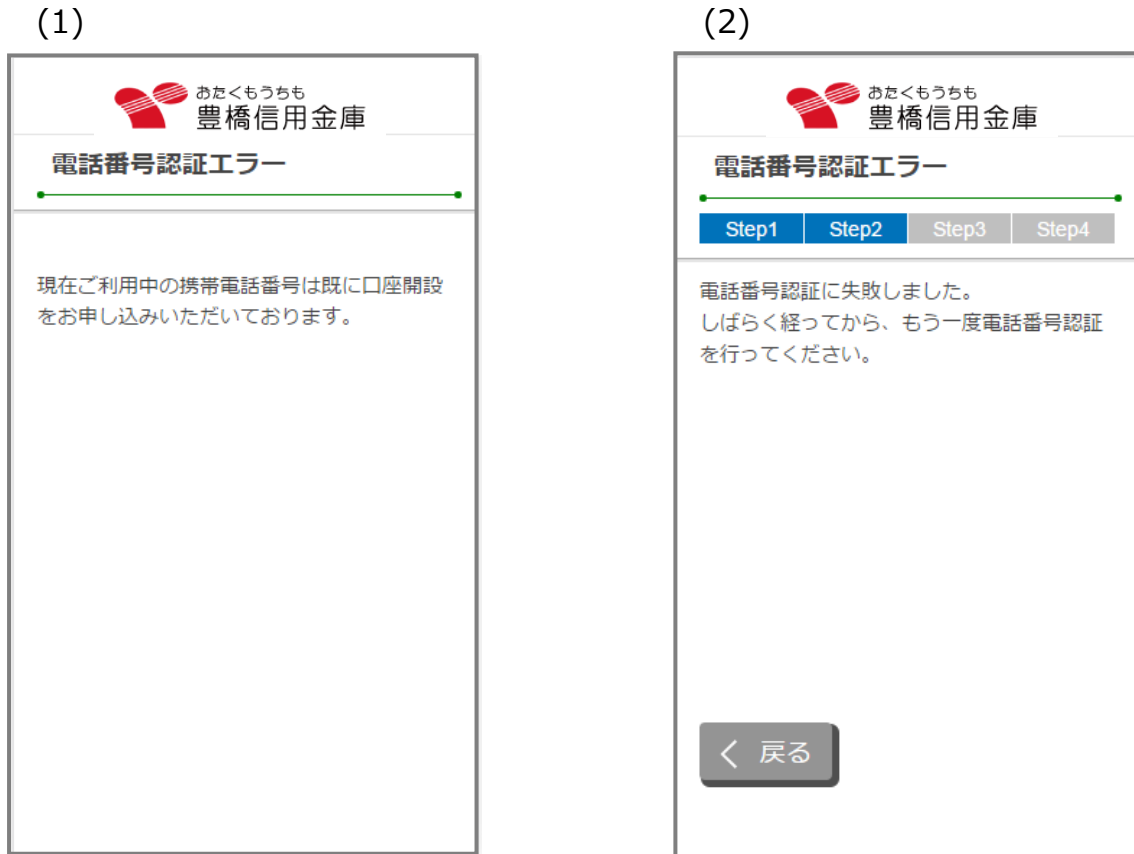 (1)
おたくもうちも
豊橋信用金庫
電話番号認証エラー
現在ご利用中の携帯電話番号は既に口座開設
をお申し込みいただいております。
(2)
おたくもうちも
豊橋信用金庫
電話番号認証エラー
Step1 Step2 Step3 Step4
電話番号認証に失敗しました。
しばらく経ってから、もう一度電話番号認証
を行ってください。
戻る